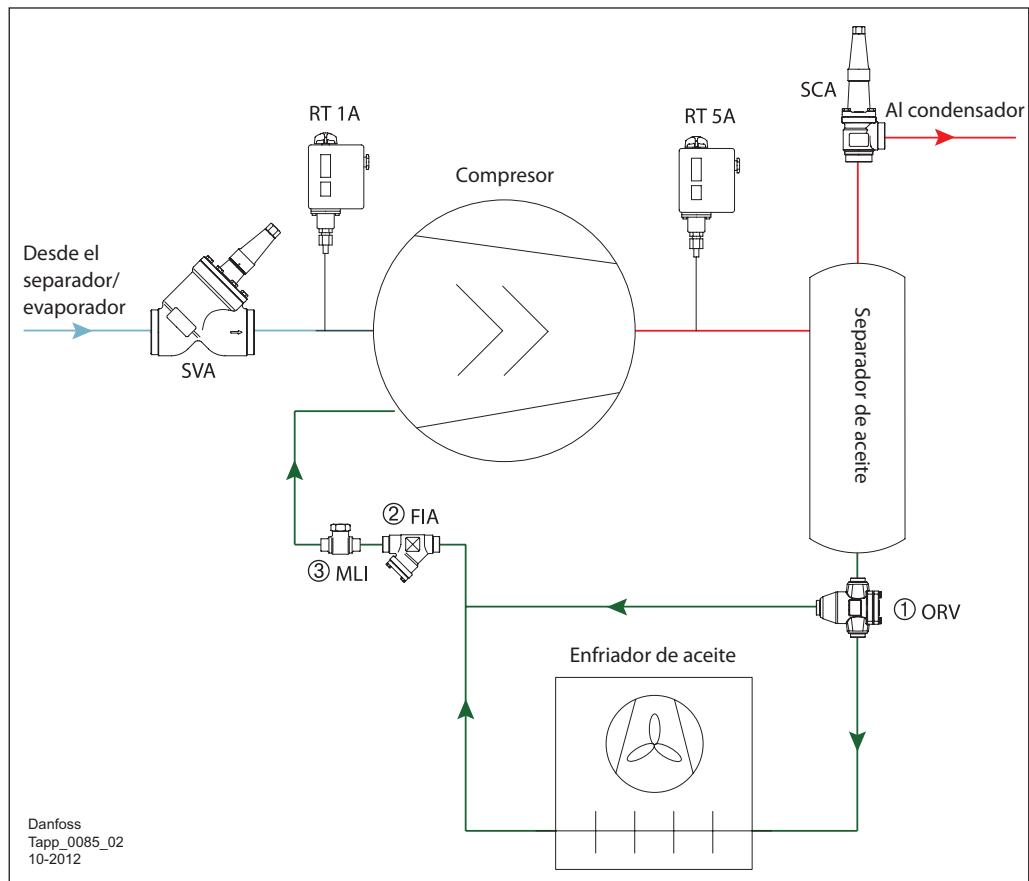 SCA
Al condensador
RT 1A
RT 5A
Compresor
Desde el
separador/
evaporador
SVA
Separador de aceite
② FIA
③ MLI
① ORV
Enfriador de aceite
Danfoss
Tapp_0085_02
10-2012